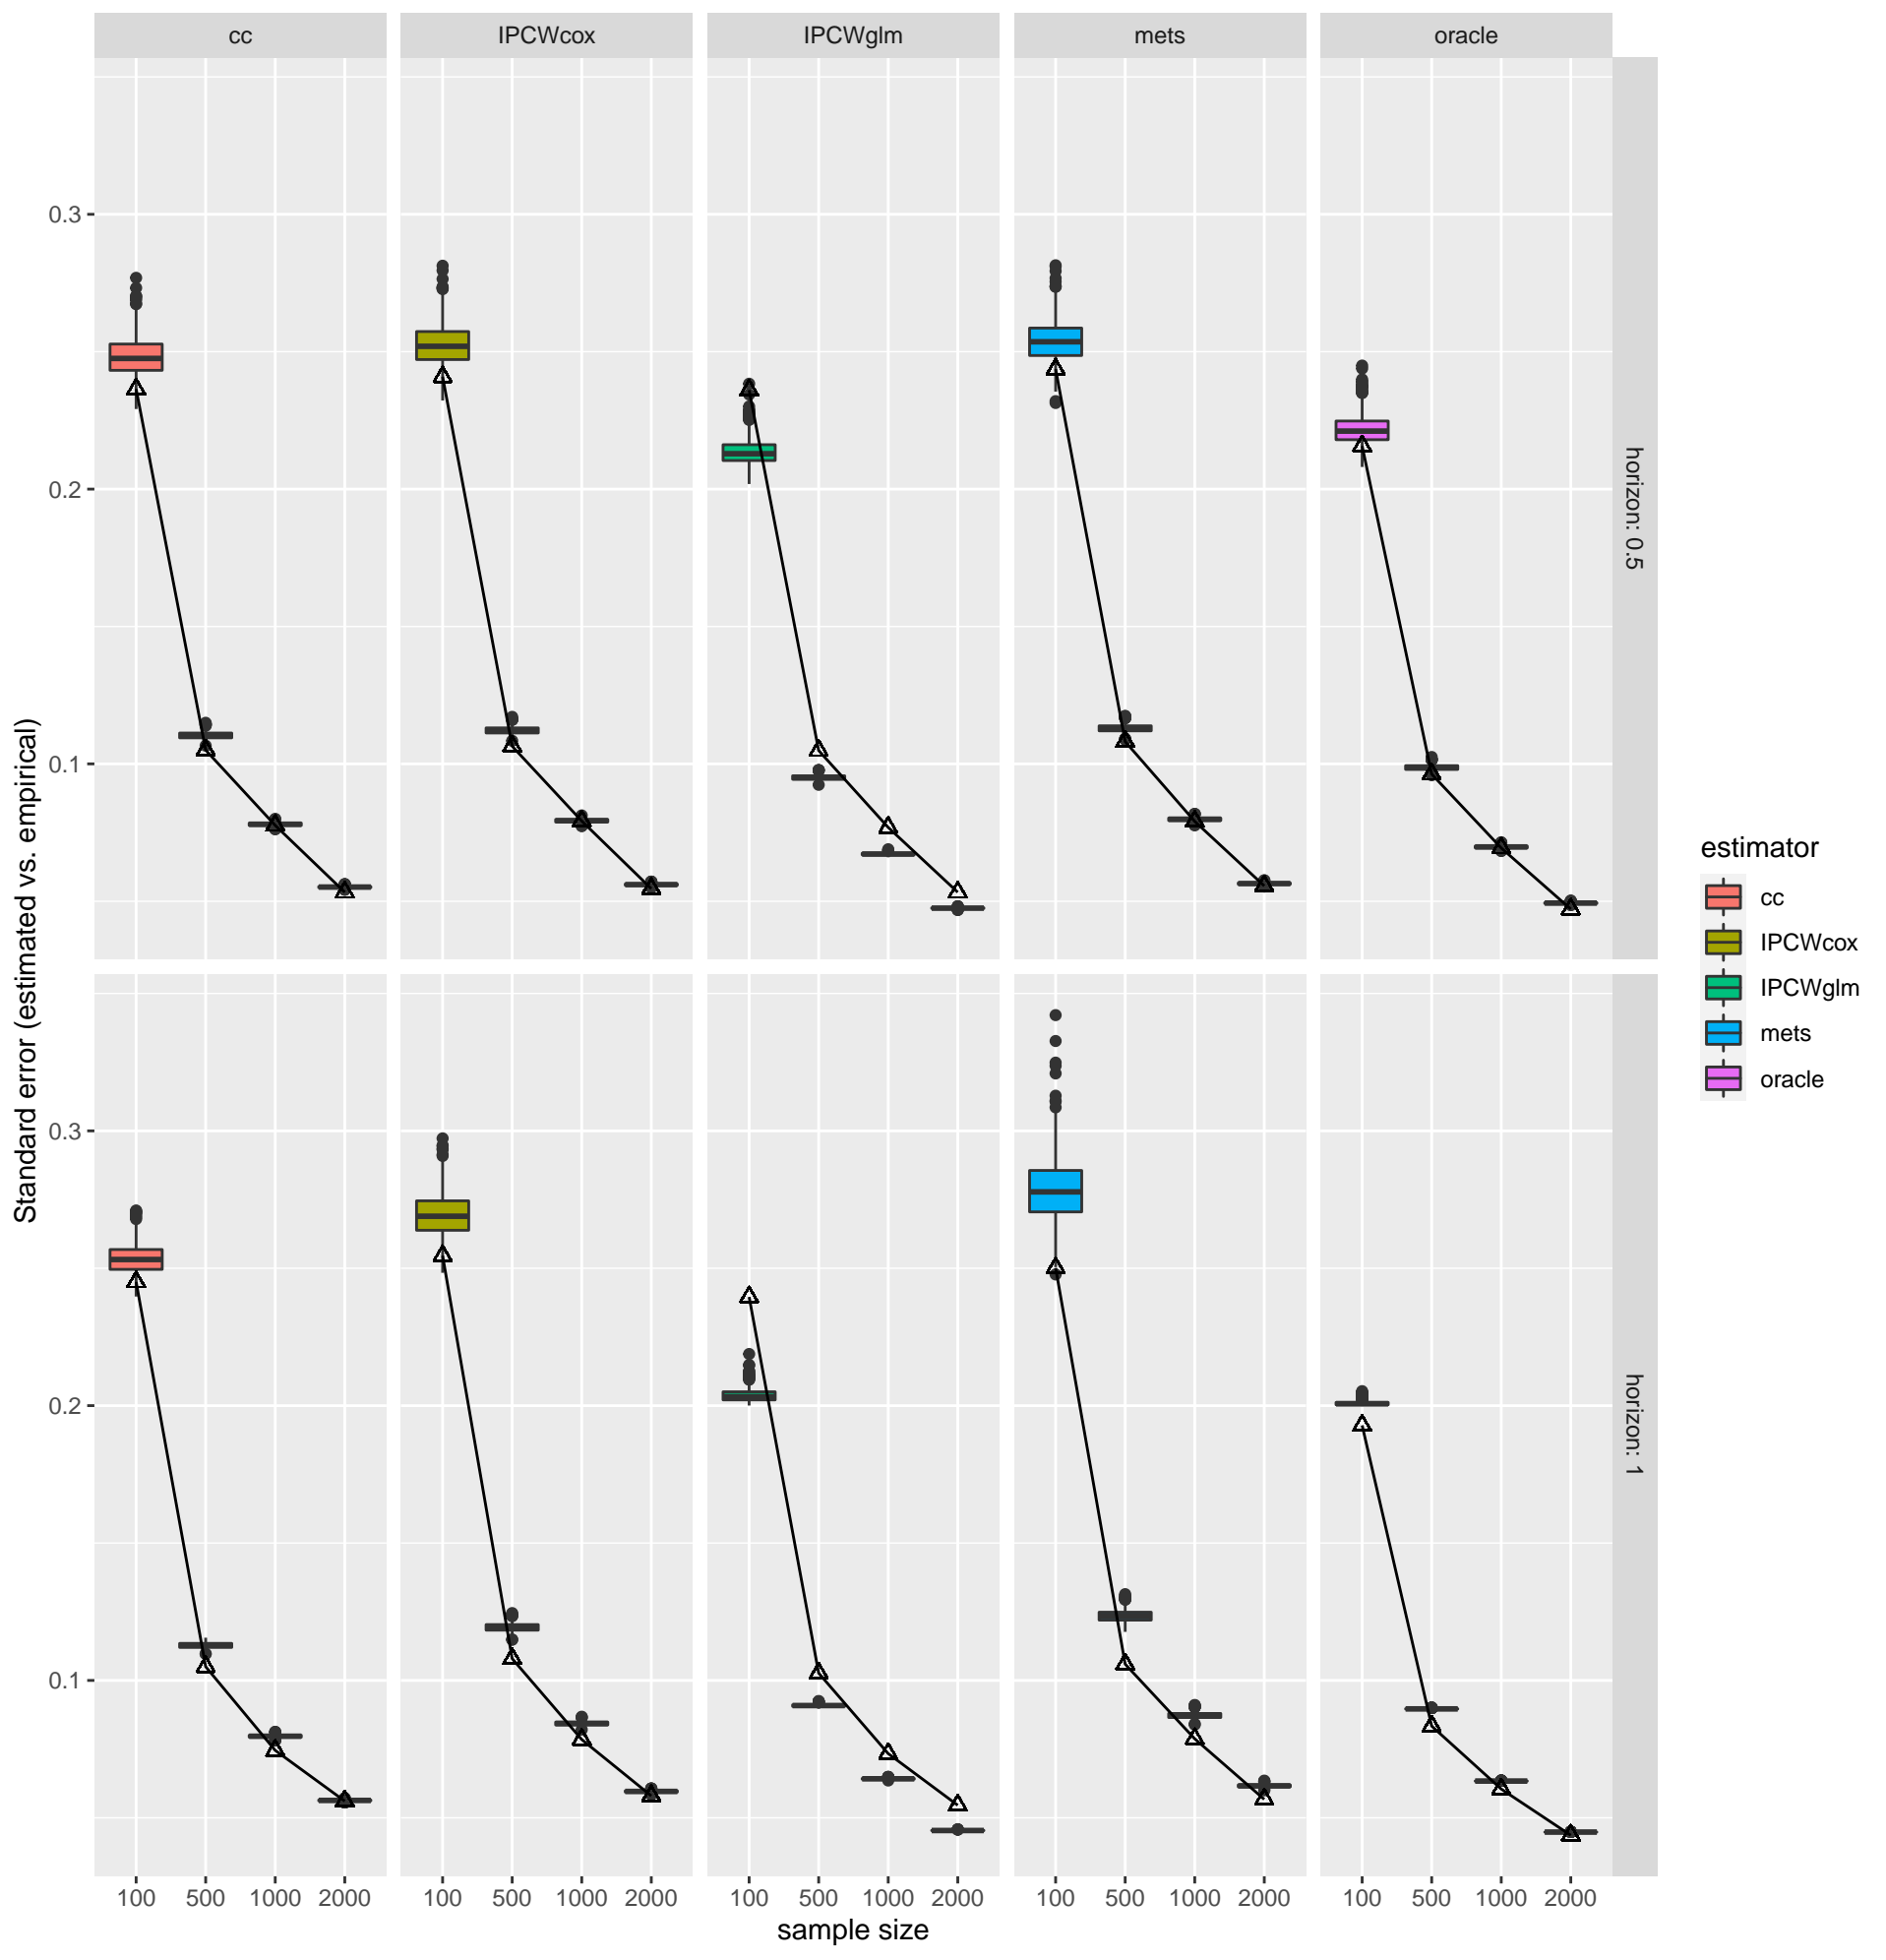 cc IPCWcox IPCWglm mets oracle
0.3
0.2
0.1
horizon: 0.5
0.3
0.2
0.1
horizon: 1
Standard error (estimated vs. empirical)
100 500 1000 2000 100 500 1000 2000 100 500 1000 2000 100 500 1000 2000 100 500 1000 2000
sample size
estimator
cc
IPCWcox
IPCWglm
mets
oracle